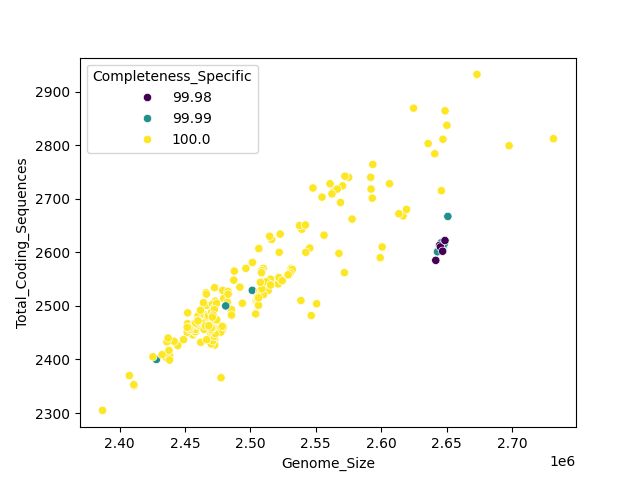 Completeness_Specific
99.98
99.99
100.0
Total_Coding_Sequences
2900
2800
2700
2600
2500
2400
2300
2.40 2.45 2.50 2.55 2.60 2.65 2.70
Genome_Size
1e6